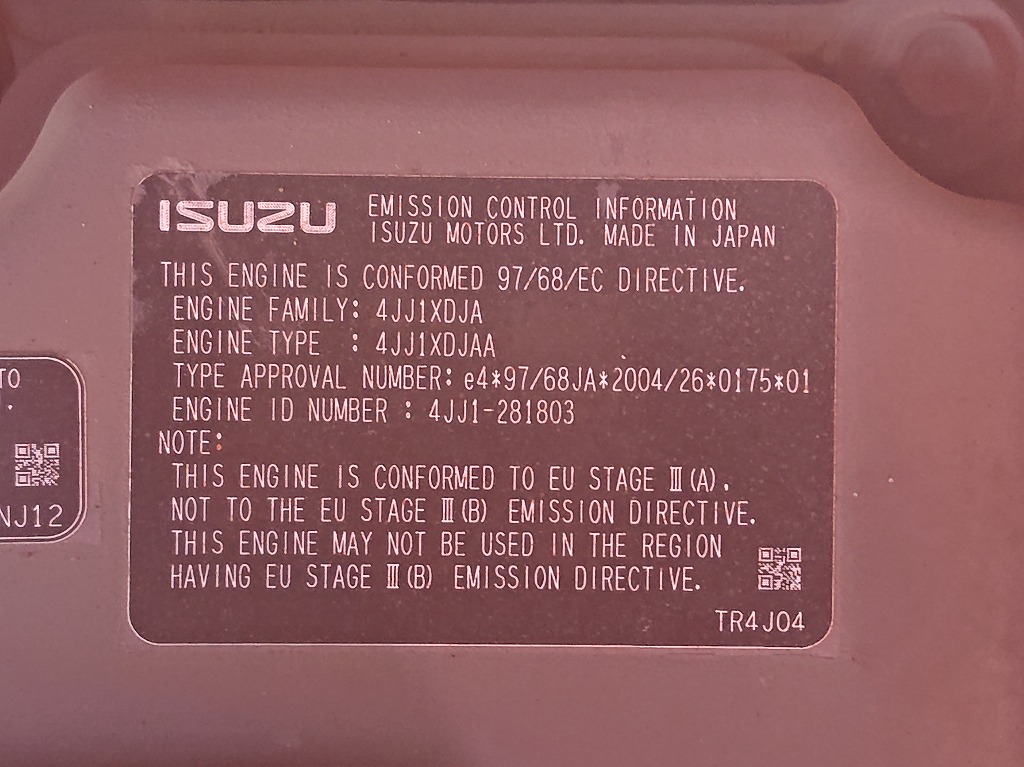 ISUZU
EMISSION CONTROL INFORMATION
ISUZU MOTORS LTD. MADE IN JAPAN
THIS ENGINE IS CONFORMED 97/68/EC DIRECTIVE.
ENGINE FAMILY: 4JJ1XDJA
ENGINE TYPE : 4JJ1XDJAA
TYPE APPROVAL NUMBER: e4*97/68JA*2004/26*0175*01
ENGINE ID NUMBER : 4JJ1-281803
NOTE:
THIS ENGINE IS CONFORMED TO EU STAGE Ⅲ(A).
NOT TO THE EU STAGE Ⅲ(B) EMISSION DIRECTIVE.
THIS ENGINE MAY NOT BE USED IN THE REGION
HAVING EU STAGE Ⅲ(B) EMISSION DIRECTIVE.
TR4J04
TO
.
NJ12